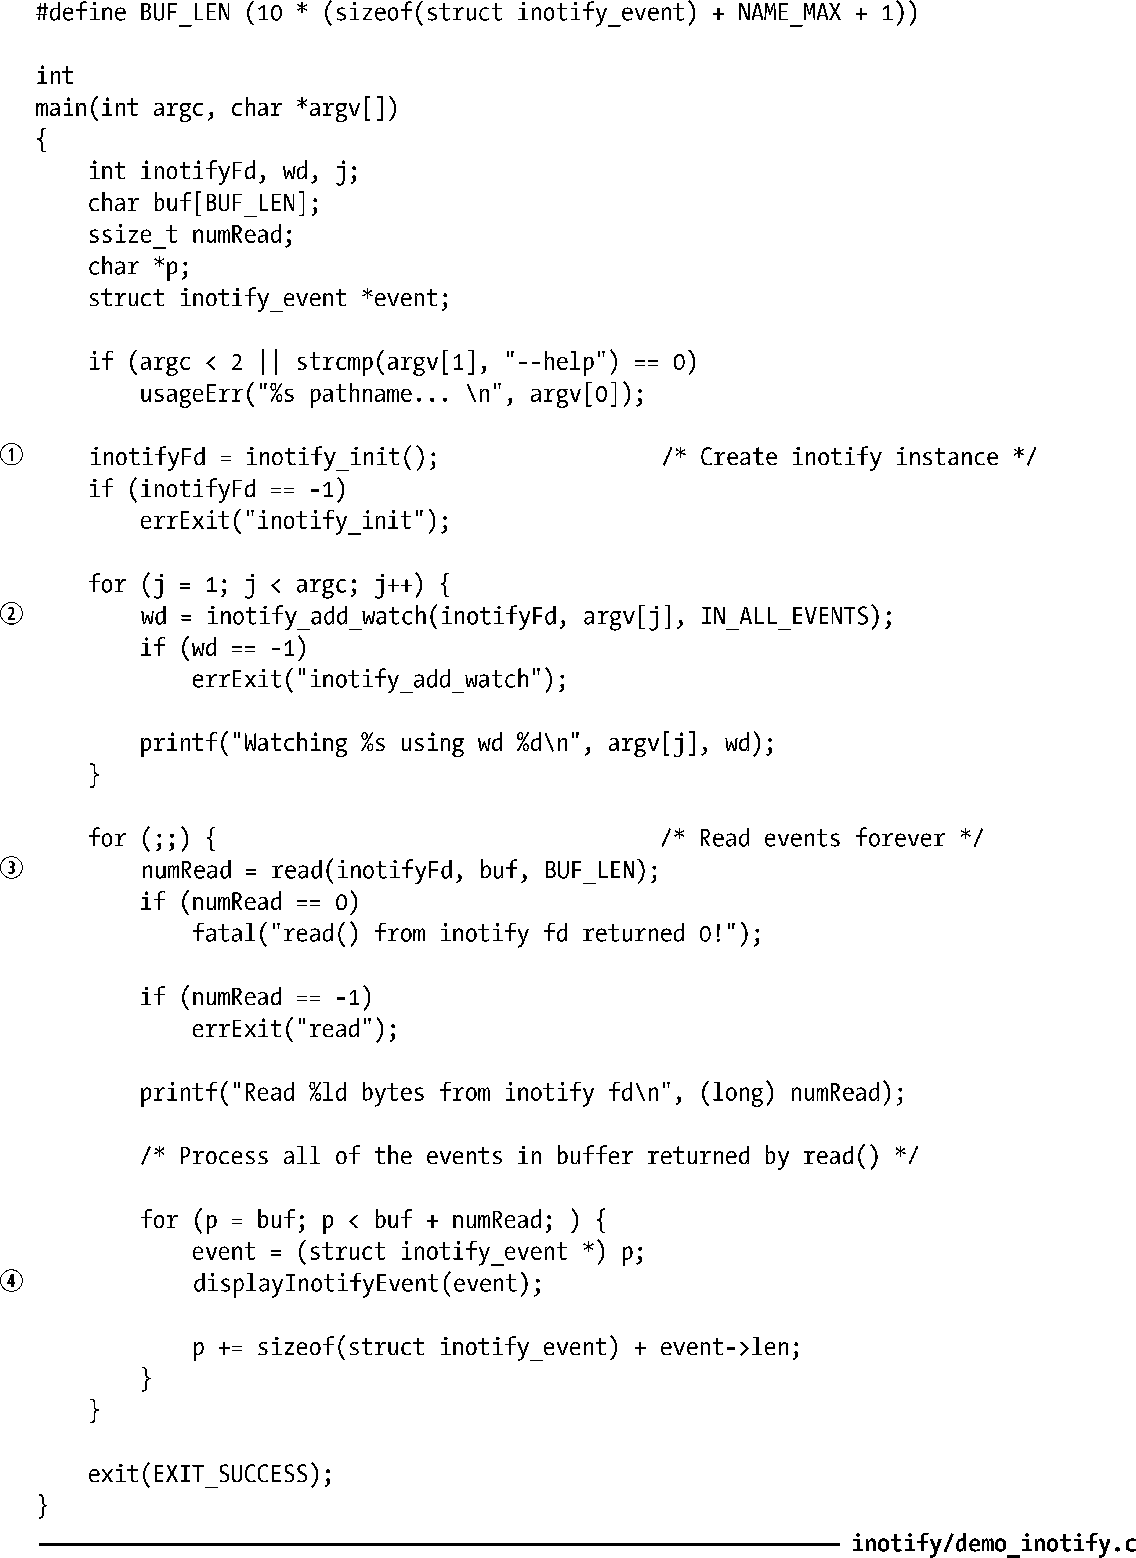 #define BUF_LEN (10 * (sizeof(struct inotify_event) + NAME_MAX + 1))
int
main(int argc, char *argv[])
{
    int inotifyFd, wd, j;
    char buf[BUF_LEN];
    ssize_t numRead;
    char *p;
    struct inotify_event *event;
    if (argc < 2 || strcmp(argv[1], "--help") == 0)
        usageErr("%s pathname... \n", argv[0]);
①    inotifyFd = inotify_init();                 /* Create inotify instance */
    if (inotifyFd == -1)
        errExit("inotify_init");
    for (j = 1; j < argc; j++) {
②        wd = inotify_add_watch(inotifyFd, argv[j], IN_ALL_EVENTS);
        if (wd == -1)
            errExit("inotify_add_watch");
        printf("Watching %s using wd %d\n", argv[j], wd);
    }
    for (;;) {                                  /* Read events forever */
③        numRead = read(inotifyFd, buf, BUF_LEN);
        if (numRead == 0)
            fatal("read() from inotify fd returned 0!");
        if (numRead == -1)
            errExit("read");
        printf("Read %ld bytes from inotify fd\n", (long) numRead);
        /* Process all of the events in buffer returned by read() */
        for (p = buf; p < buf + numRead; ) {
            event = (struct inotify_event *) p;
④            displayInotifyEvent(event);
            p += sizeof(struct inotify_event) + event->len;
        }
    }
    exit(EXIT_SUCCESS);
}
inotify/demo_inotify.c